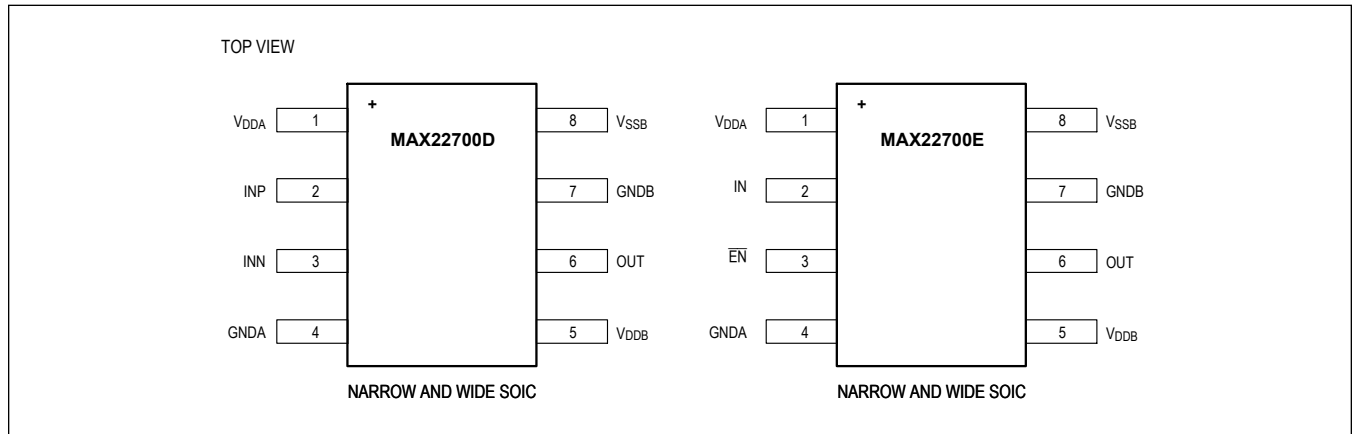 TOP VIEW
+
MAX22700D
VDDA 1
8 VSSB
INP 2
7 GNDB
INN 3
6 OUT
GNDA 4
5 VDDB
NARROW AND WIDE SOIC
+
MAX22700E
VDDA 1
8 VSSB
IN 2
7 GNDB
E̅N̅ 3
6 OUT
GNDA 4
5 VDDB
NARROW AND WIDE SOIC